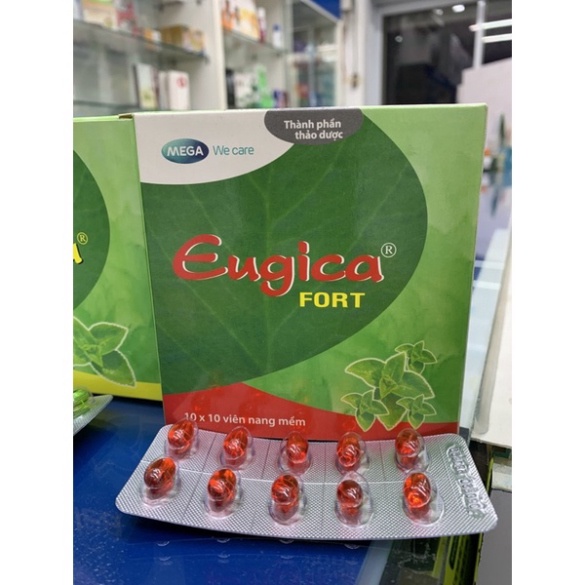 Thành phần
thảo dược
MEGA We care
Eugica®
FORT
10 x 10 viên nang mềm
a®